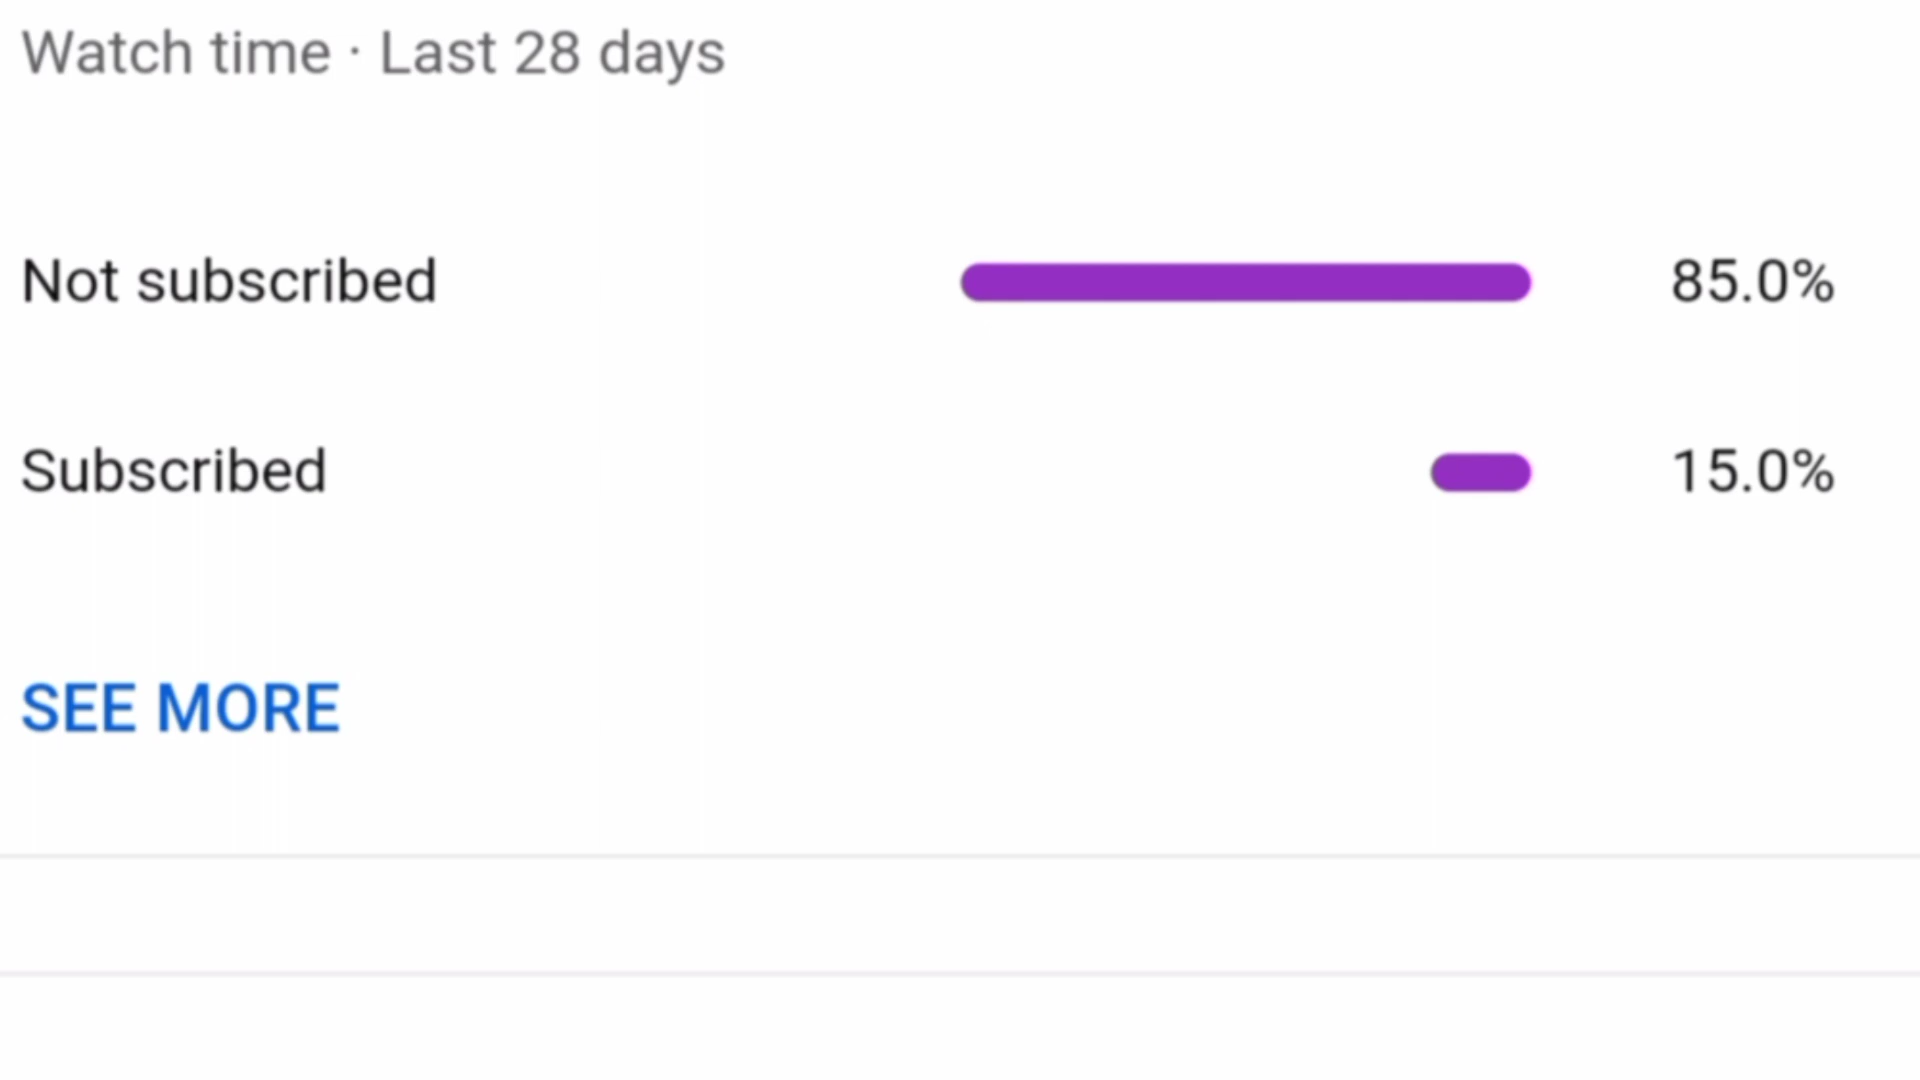 Watch time · Last 28 days
Not subscribed 85.0%
Subscribed 15.0%
SEE MORE